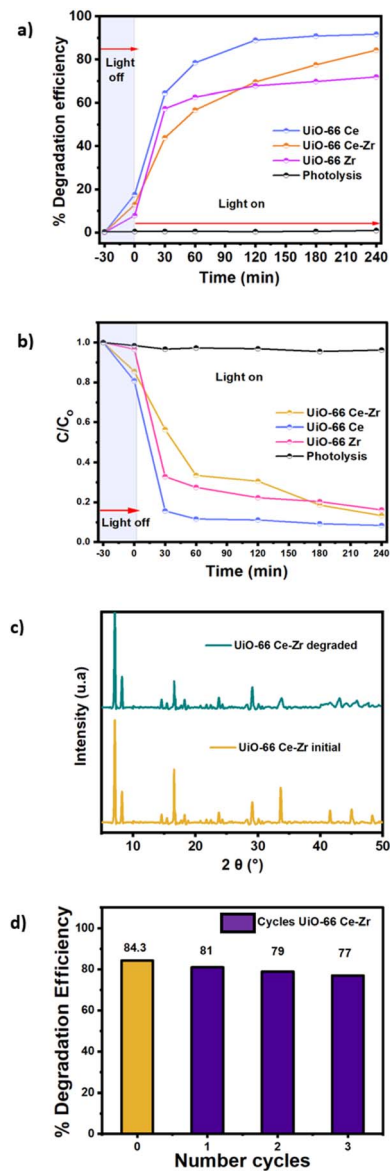 a)
% Degradation efficiency
100
80
60
40
20
0
Light
off
UiO-66 Ce
UiO-66 Ce-Zr
UiO-66 Zr
Photolysis
Light on
-30 0 30 60 90 120 150 180 210 240
Time (min)
b)
C/Co
1.0
0.8
0.6
0.4
0.2
0.0
Light on
UiO-66 Ce-Zr
UiO-66 Ce
UiO-66 Zr
Photolysis
Light off
-30 0 30 60 90 120 150 180 210 240
Time (min)
c)
Intensity (u.a)
UiO-66 Ce-Zr degraded
UiO-66 Ce-Zr initial
10 20 30 40 50
2 θ (°)
d)
% Degradation Efficiency
100
80
60
40
20
0
Cycles UiO-66 Ce-Zr
84.3 81 79 77
0 1 2 3
Number cycles